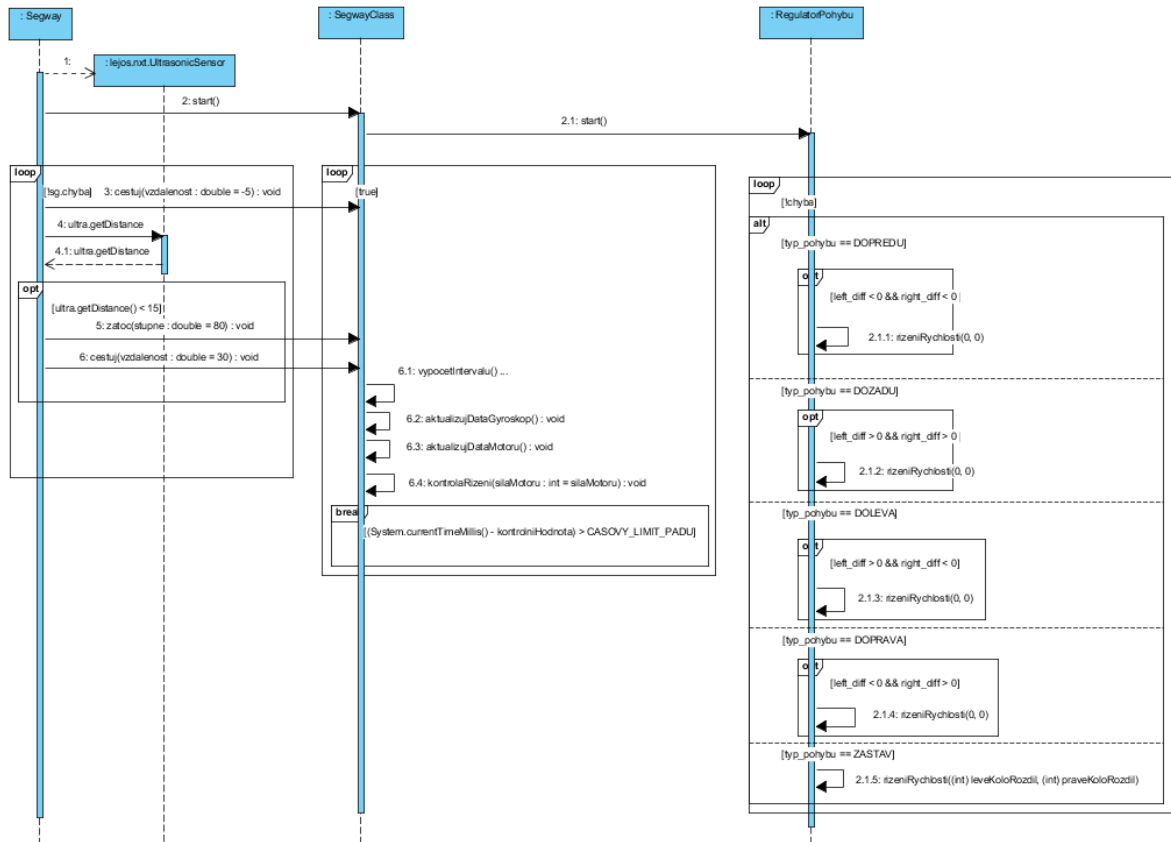 : Segway
: SegwayClass
: RegulatorPohybu
1:
: lejos.nxt.UltrasonicSensor
2: start()
2.1: start()
loop
[!sg.chyba]
3: cestuj(vzdalenost : double = -5) : void
4: ultra.getDistance
4.1: ultra.getDistance
opt
[ultra.getDistance() < 15]
5: zatoc(stupne : double = 80) : void
6: cestuj(vzdalenost : double = 30) : void
loop
[true]
6.1: vypocetIntervalu() ...
6.2: aktualizujDataGyroskop() : void
6.3: aktualizujDataMotoru() : void
6.4: kontrolaRizeni(silaMotoru : int = silaMotoru) : void
brea
[(System.currentTimeMillis() - kontrolniHodnota) > CASOVY_LIMIT_PADU]
loop
[!chyba]
alt
[typ_pohybu == DOPREDU]
opt
[left_diff < 0 && right_diff < 0 ]
2.1.1: rizeniRychlosti(0, 0)
[typ_pohybu == DOZADU]
opt
[left_diff > 0 && right_diff > 0 ]
2.1.2: rizeniRychlosti(0, 0)
[typ_pohybu == DOLEVA]
opt
[left_diff > 0 && right_diff < 0]
2.1.3: rizeniRychlosti(0, 0)
[typ_pohybu == DOPRAVA]
opt
[left_diff < 0 && right_diff > 0]
2.1.4: rizeniRychlosti(0, 0)
[typ_pohybu == ZASTAV]
2.1.5: rizeniRychlosti((int) leveKoloRozdil, (int) praveKoloRozdil)